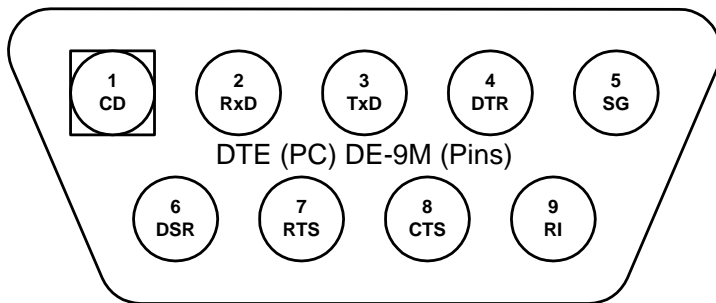 1 2 3 4 5
CD RxD TxD DTR SG
DTE (PC) DE-9M (Pins)
6 7 8 9
DSR RTS CTS RI